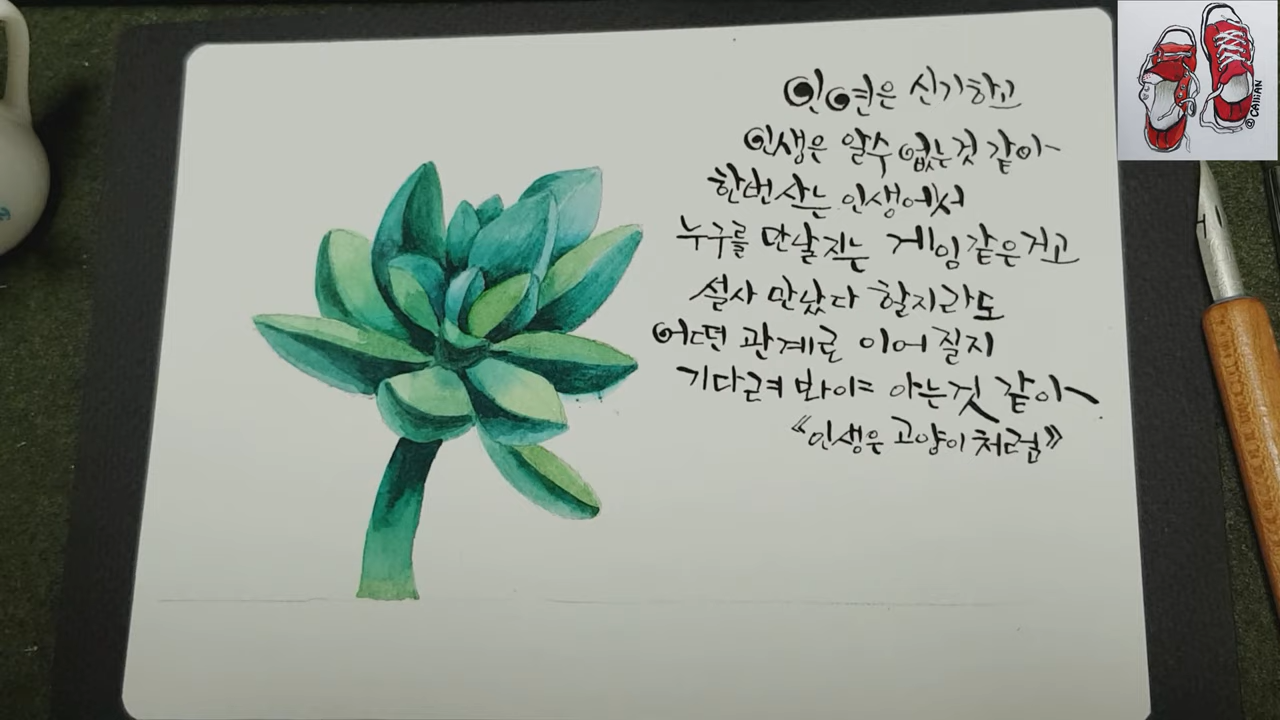 인연은 신기하고
인생은 알수 없는것 같아
한번 사는 인생에서
누구를 만날지는 게임같은거고
설사 만났다 할지라도
어떤 관계로 이어질지
기다려 봐야 아는것 같아
《인생은 고양이처럼》
@CAlliAN